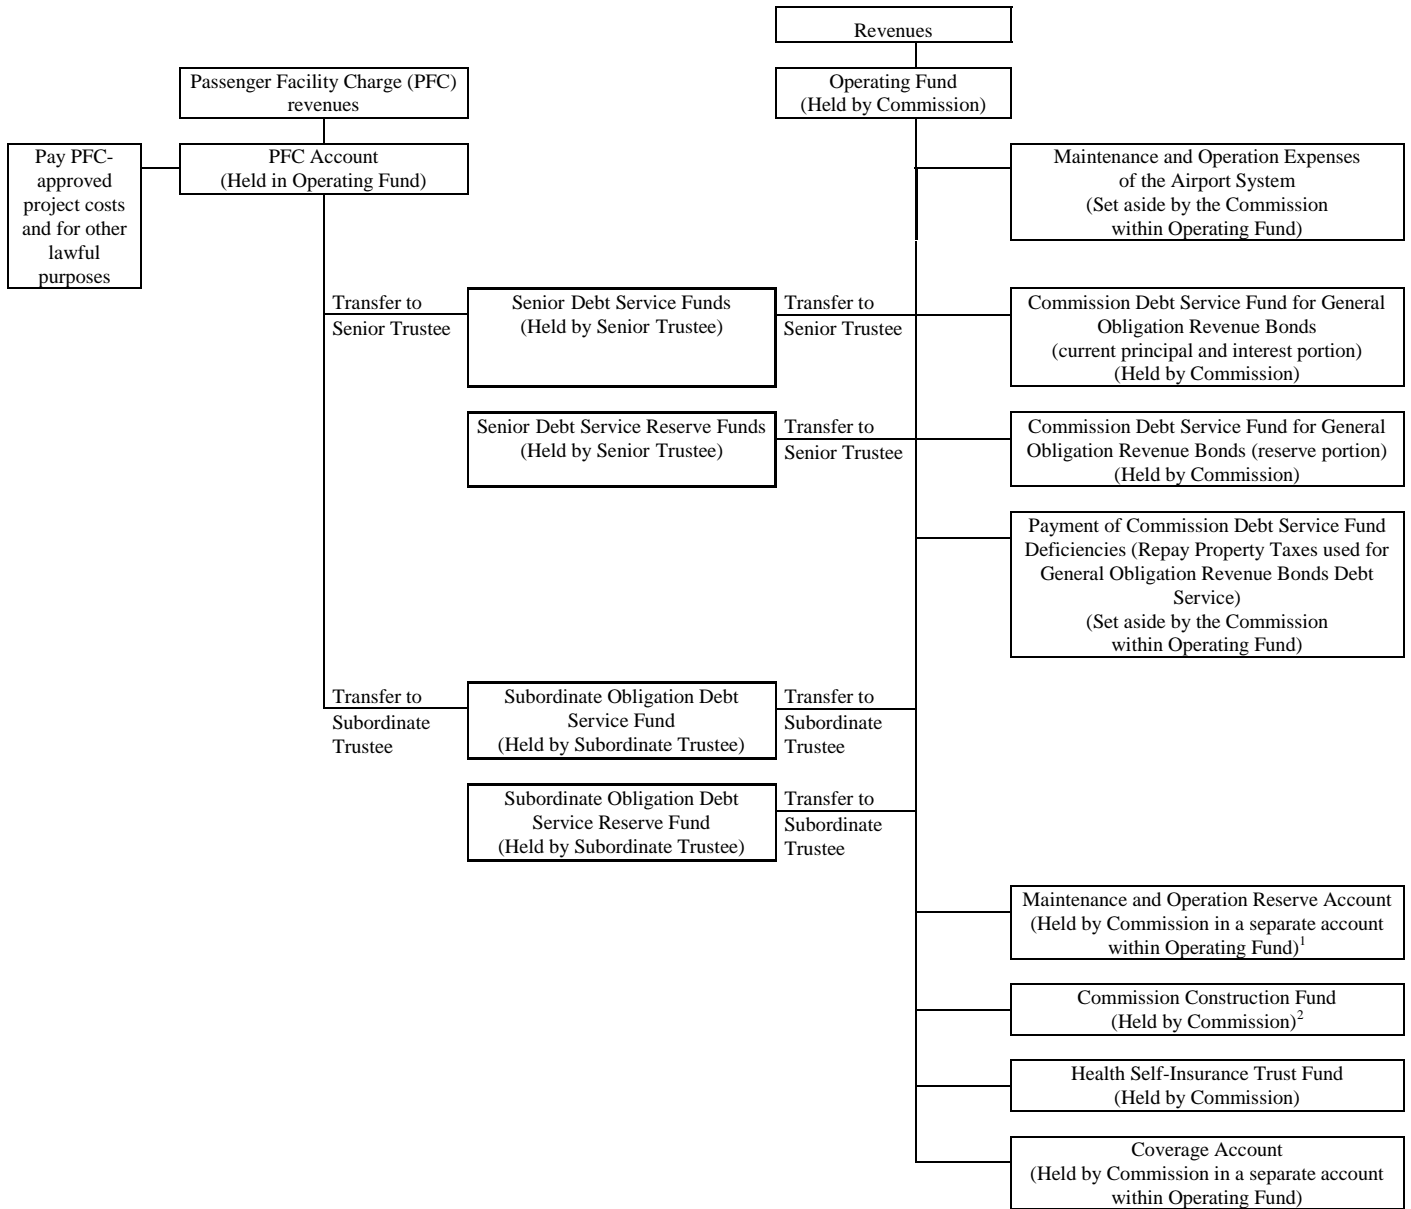 Revenues
Passenger Facility Charge (PFC)
revenues
Operating Fund
(Held by Commission)
Pay PFC-
approved
project costs
and for other
lawful
purposes
PFC Account
(Held in Operating Fund)
Maintenance and Operation Expenses
of the Airport System
(Set aside by the Commission
within Operating Fund)
Transfer to
Senior Trustee
Senior Debt Service Funds
(Held by Senior Trustee)
Transfer to
Senior Trustee
Commission Debt Service Fund for General
Obligation Revenue Bonds
(current principal and interest portion)
(Held by Commission)
Senior Debt Service Reserve Funds
(Held by Senior Trustee)
Transfer to
Senior Trustee
Commission Debt Service Fund for General
Obligation Revenue Bonds (reserve portion)
(Held by Commission)
Payment of Commission Debt Service Fund
Deficiencies (Repay Property Taxes used for
General Obligation Revenue Bonds Debt
Service)
(Set aside by the Commission
within Operating Fund)
Transfer to
Subordinate
Trustee
Subordinate Obligation Debt
Service Fund
(Held by Subordinate Trustee)
Transfer to
Subordinate
Trustee
Subordinate Obligation Debt
Service Reserve Fund
(Held by Subordinate Trustee)
Transfer to
Subordinate
Trustee
Maintenance and Operation Reserve Account
(Held by Commission in a separate account
within Operating Fund)1
Commission Construction Fund
(Held by Commission)2
Health Self-Insurance Trust Fund
(Held by Commission)
Coverage Account
(Held by Commission in a separate account
within Operating Fund)